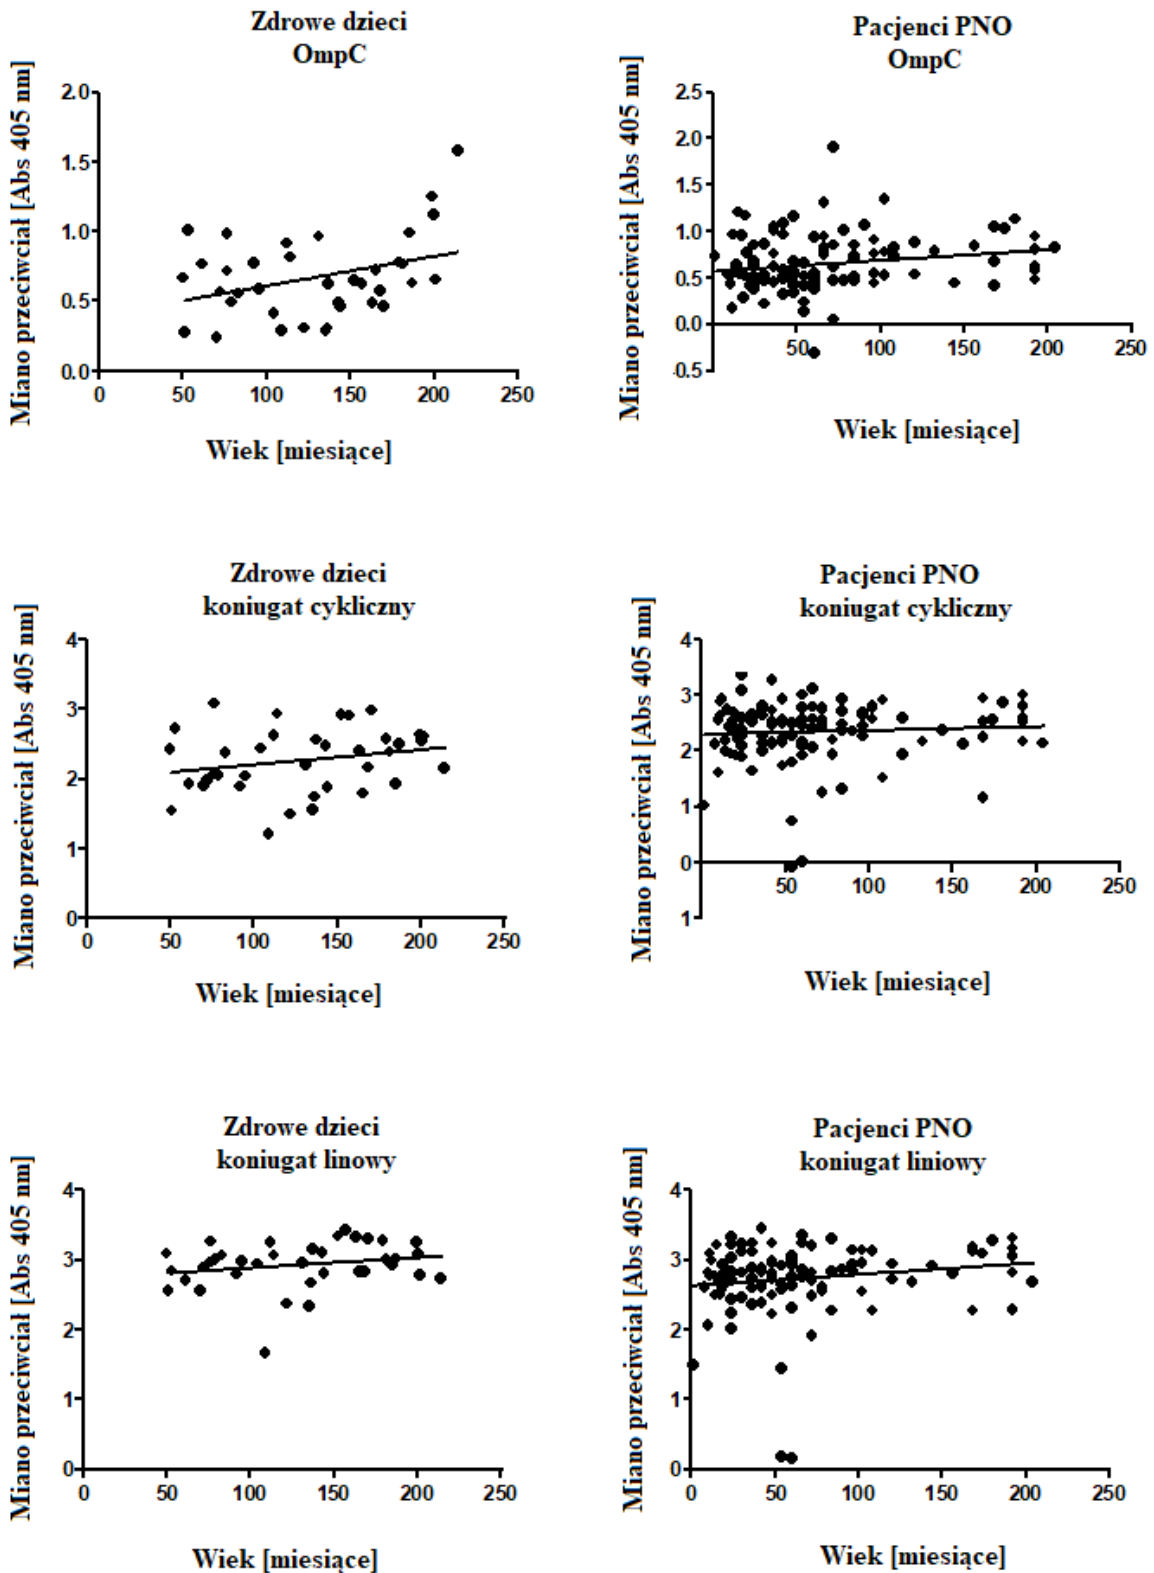 Zdrowe dzieci
OmpC
Miano przeciwciał [Abs 405 nm]
2.0
1.5
1.0
0.5
0.0
0 50 100 150 200 250
Wiek [miesiące]
Pacjenci PNO
OmpC
Miano przeciwciał [Abs 405 nm]
2.5
2.0
1.5
1.0
0.5
0.0
-0.5
50 100 150 200 250
Wiek [miesiące]
Zdrowe dzieci
koniugat cykliczny
Miano przeciwciał [Abs 405 nm]
4
3
2
1
0
0 50 100 150 200 250
Wiek [miesiące]
Pacjenci PNO
koniugat cykliczny
Miano przeciwciał [Abs 405 nm]
4
3
2
1
0
1
50 100 150 200 250
Wiek [miesiące]
Zdrowe dzieci
koniugat linowy
Miano przeciwciał [Abs 405 nm]
4
3
2
1
0
0 50 100 150 200 250
Wiek [miesiące]
Pacjenci PNO
koniugat liniowy
Miano przeciwciał [Abs 405 nm]
4
3
2
1
0
0 50 100 150 200 250
Wiek [miesiące]